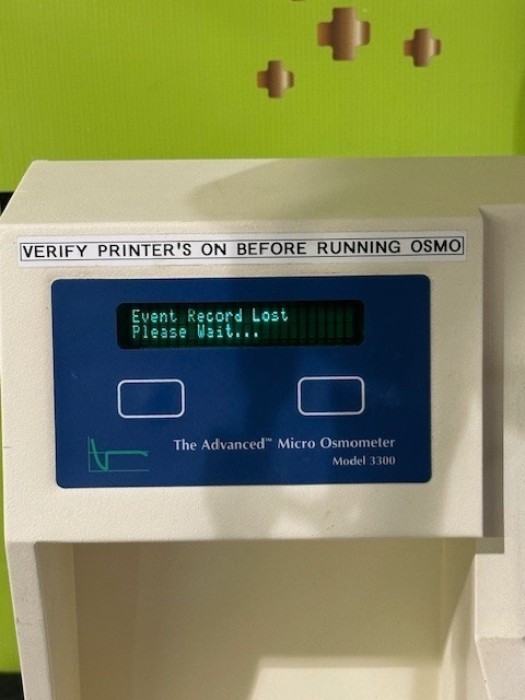 VERIFY PRINTER'S ON BEFORE RUNNING OSMO
Event Record Lost
Please Wait...
The Advanced™ Micro Osmometer
Model 3300